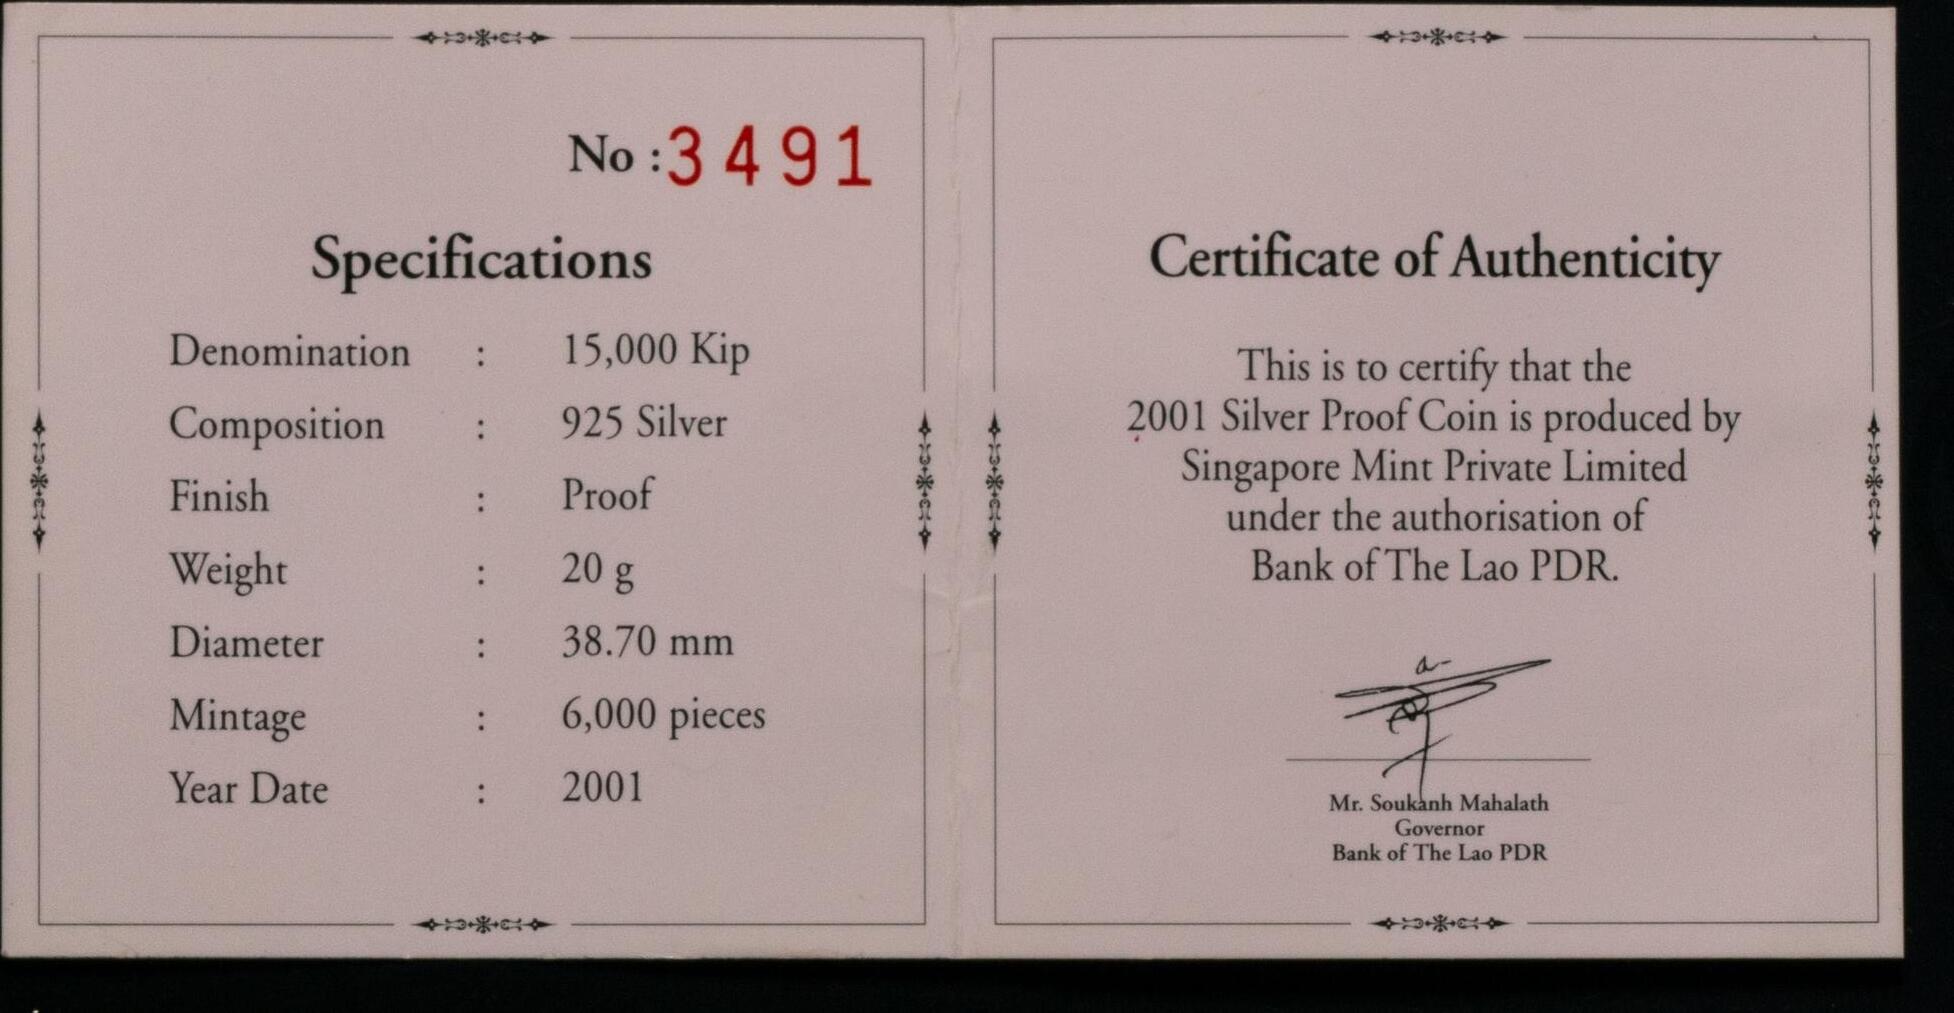 No : 3491
Specifications
Denomination : 15,000 Kip
Composition : 925 Silver
Finish : Proof
Weight : 20 g
Diameter : 38.70 mm
Mintage : 6,000 pieces
Year Date : 2001
Certificate of Authenticity
This is to certify that the
2001 Silver Proof Coin is produced by
Singapore Mint Private Limited
under the authorisation of
Bank of The Lao PDR.
Mr. Soukanh Mahalath
Governor
Bank of The Lao PDR